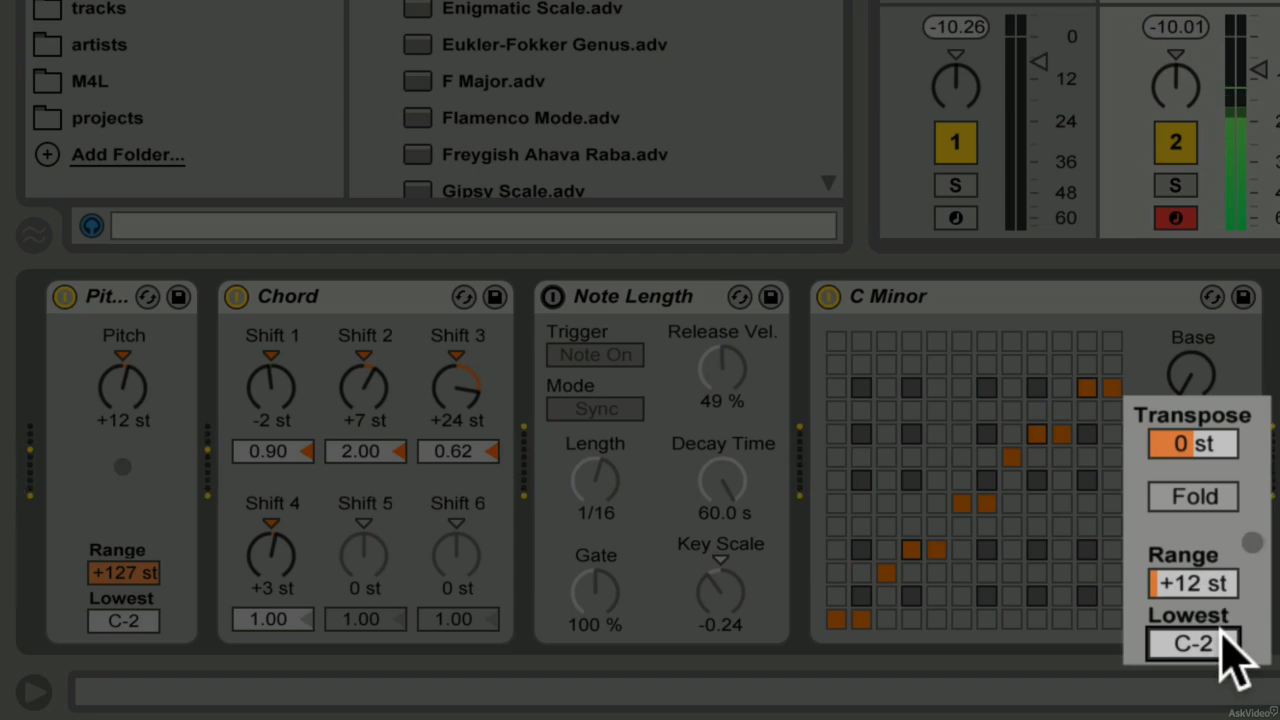 tracks
artists
M4L
projects
Add Folder...
Enigmatic Scale.adv
Eukler-Fokker Genus.adv
F Major.adv
Flamenco Mode.adv
Freygish Ahava Raba.adv
Gipsy Scale.adv
-10.26
-10.01
0
12
24
36
48
60
1
2
S
S
Pit...
Pitch
+12 st
Range
+127 st
Lowest
C-2
Chord
Shift 1 Shift 2 Shift 3
-2 st +7 st +24 st
0.90 2.00 0.62
Shift 4 Shift 5 Shift 6
+3 st 0 st 0 st
1.00 1.00 1.00
Note Length
Trigger
Note On
Mode
Sync
Release Vel.
49 %
Length
1/16
Decay Time
60.0 s
Gate
100 %
Key Scale
-0.24
C Minor
Base
Transpose
0 st
Fold
Range
+12 st
Lowest
C-2
AskVideo